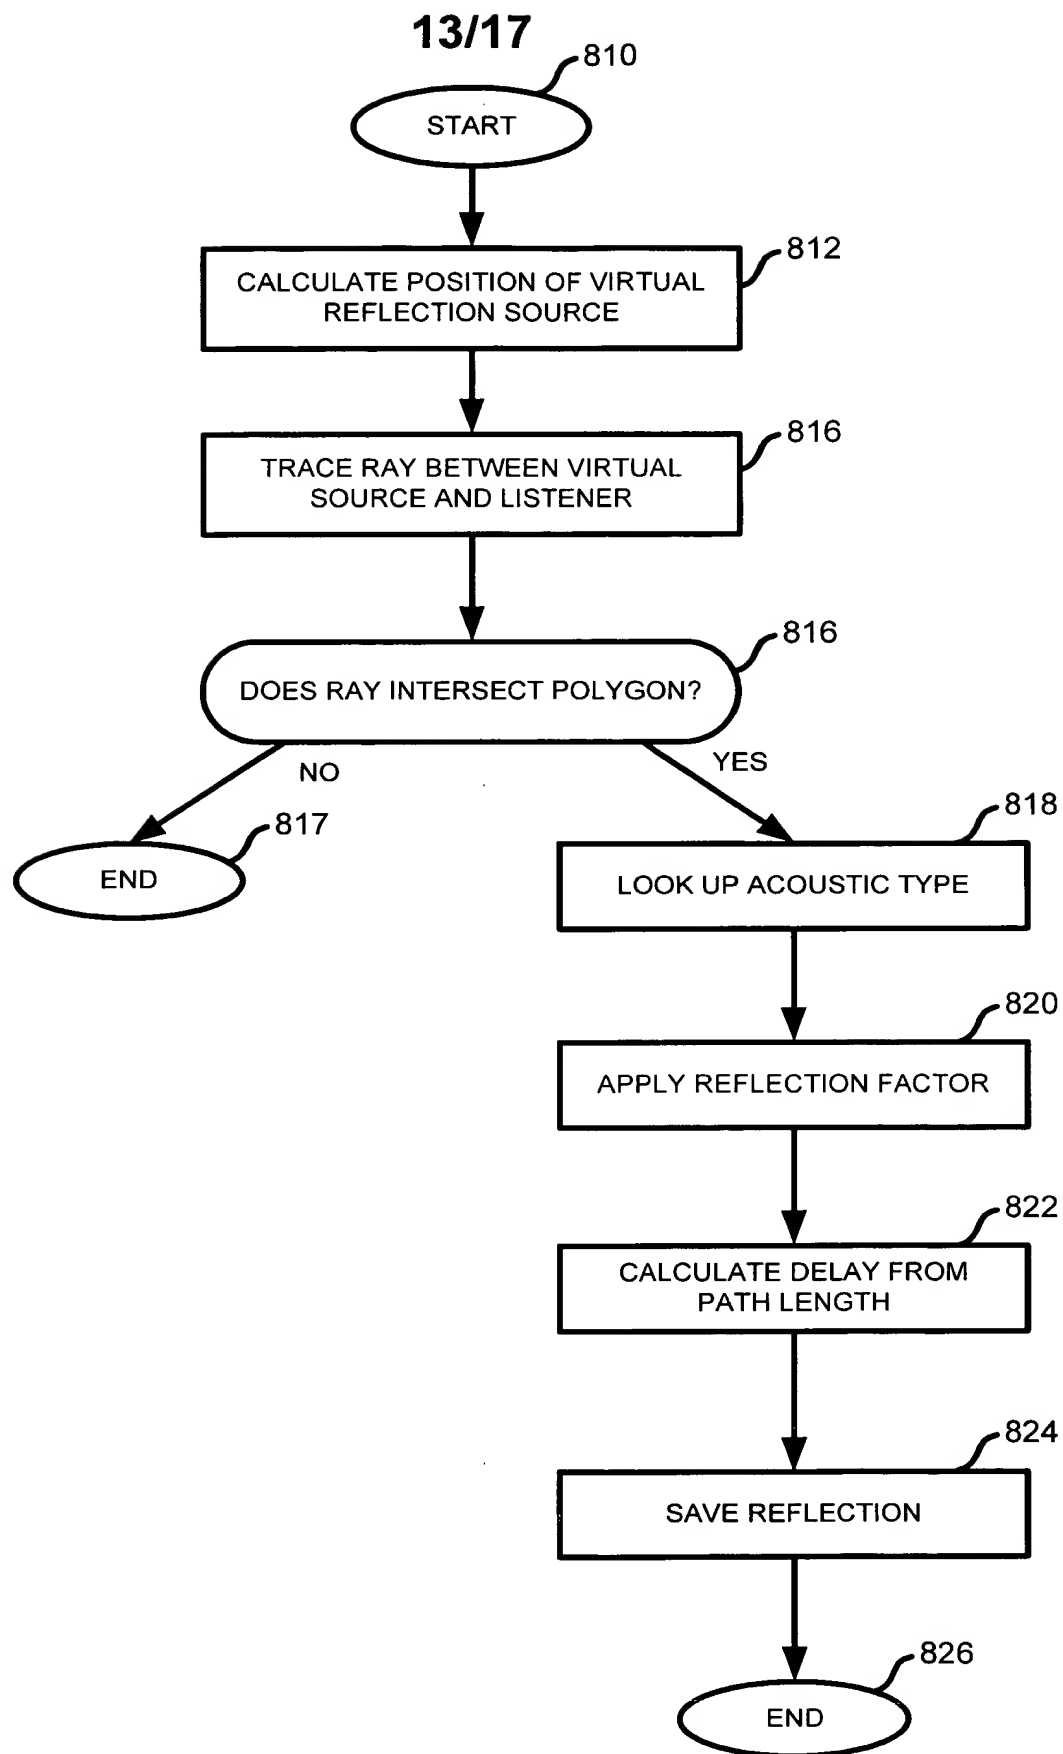 13/17
810
START
812
CALCULATE POSITION OF VIRTUAL
REFLECTION SOURCE
816
TRACE RAY BETWEEN VIRTUAL
SOURCE AND LISTENER
816
DOES RAY INTERSECT POLYGON?
NO
YES
817
END
818
LOOK UP ACOUSTIC TYPE
820
APPLY REFLECTION FACTOR
822
CALCULATE DELAY FROM
PATH LENGTH
824
SAVE REFLECTION
826
END